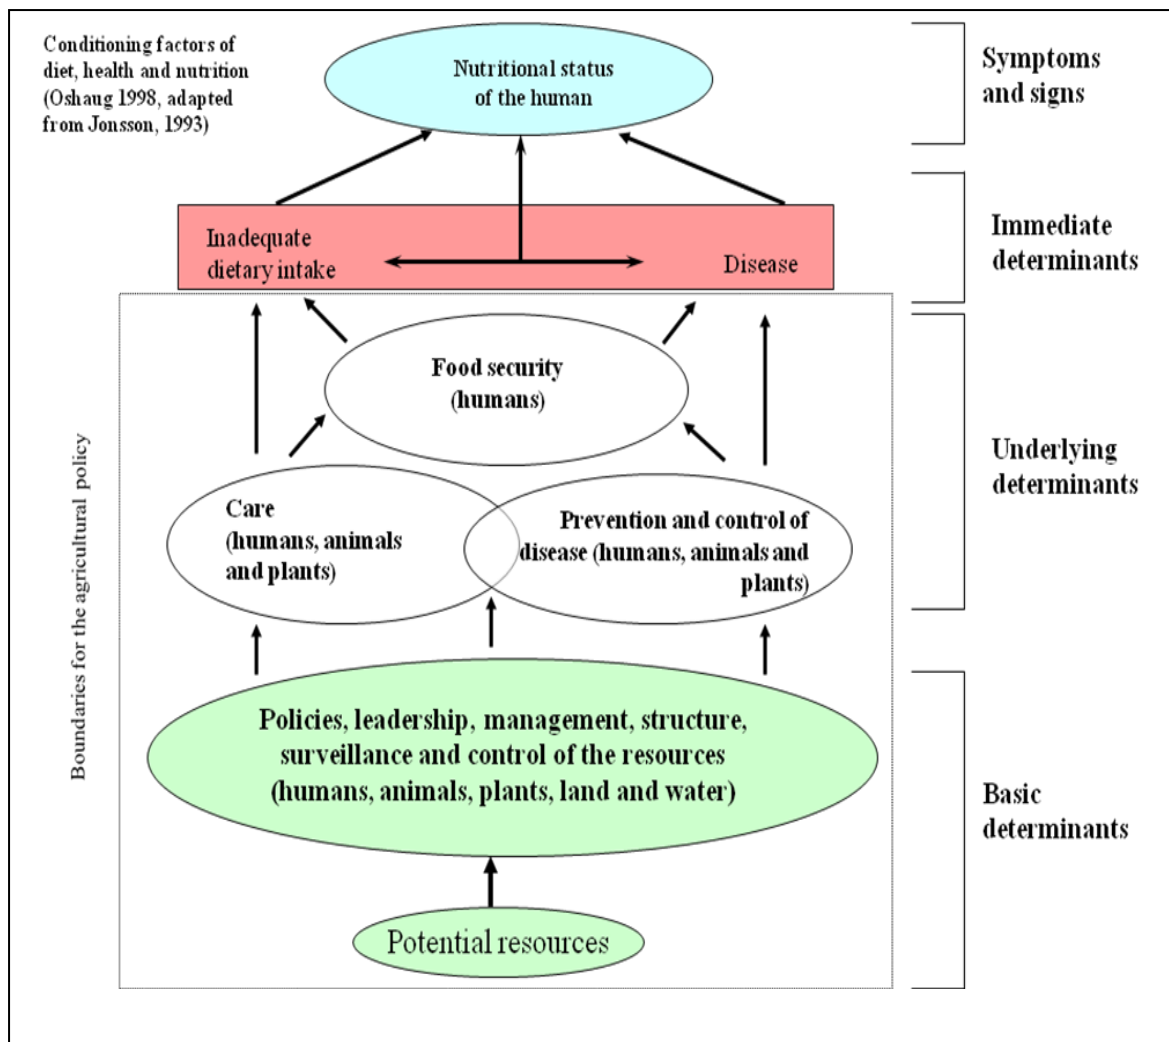 Conditioning factors of
diet, health and nutrition
(Oshaug 1998, adapted
from Jonsson, 1993)
Nutritional status
of the human
Symptoms
and signs
Inadequate
dietary intake
Disease
Immediate
determinants
Food security
(humans)
Underlying
determinants
Care
(humans, animals
and plants)
Prevention and control of
disease (humans, animals and
plants)
Boundaries for the agricultural policy
Policies, leadership, management, structure,
surveillance and control of the resources
(humans, animals, plants, land and water)
Basic
determinants
Potential resources